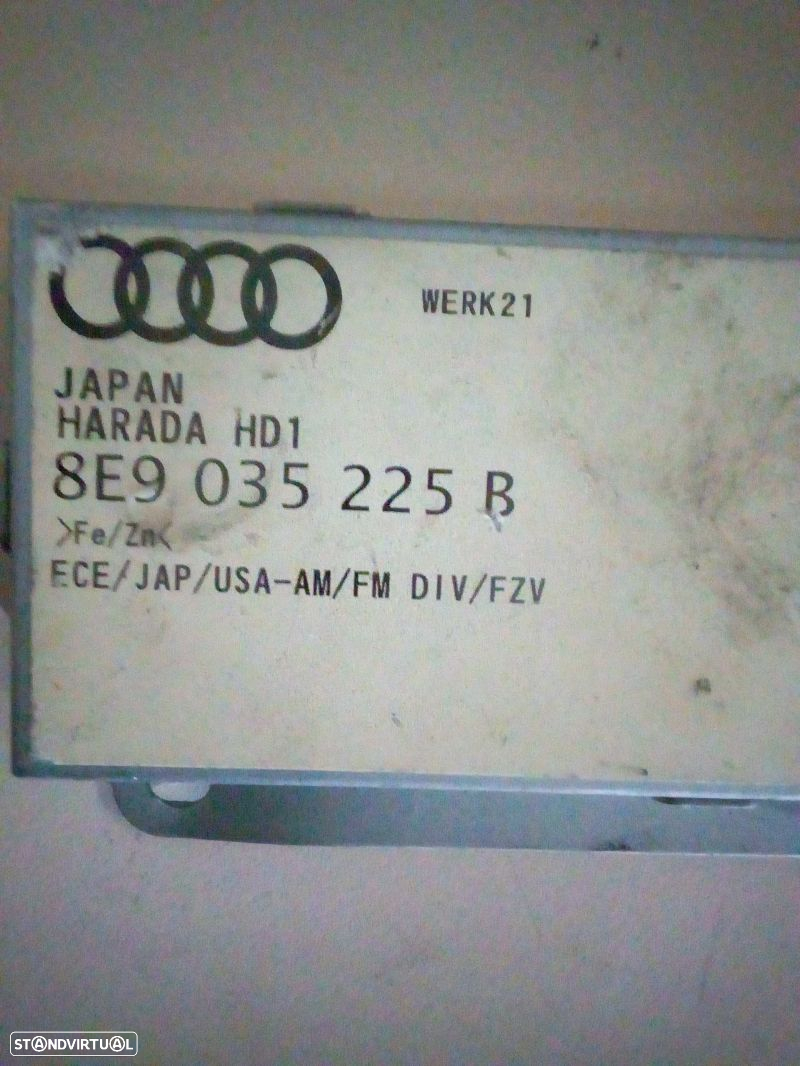 WERK21
JAPAN
HARADA HD1
8E9 035 225 B
>Fe/Zn<
ECE/JAP/USA-AM/FM DIV/FZV
STANDVIRTUAL